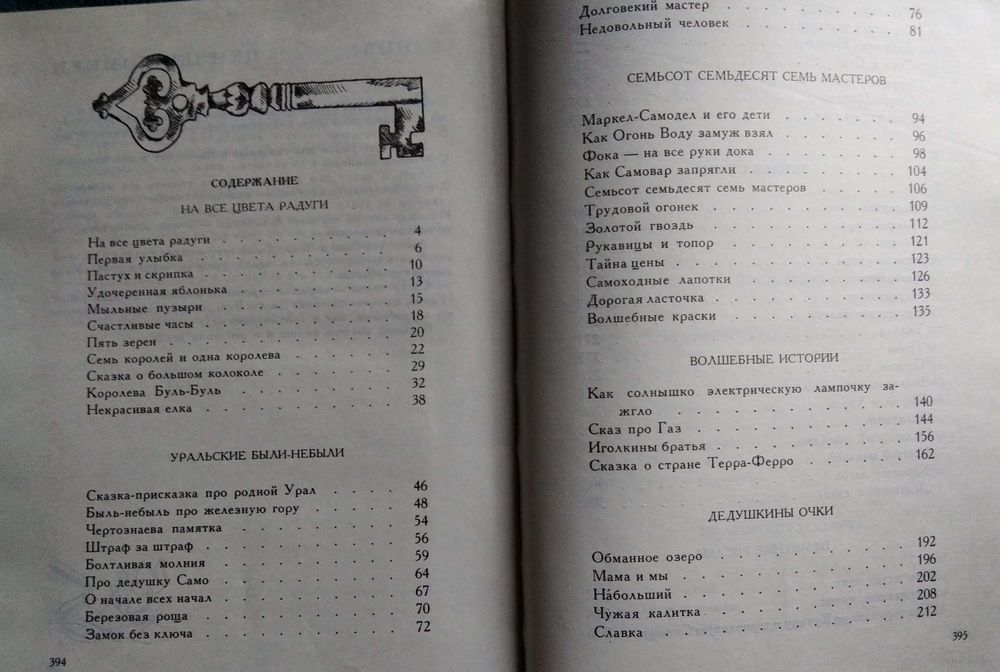 СОДЕРЖАНИЕ
НА ВСЕ ЦВЕТА РАДУГИ
На все цвета радуги . . . . . . . . . . 4
Первая улыбка . . . . . . . . . . 6
Пастух и скрипка . . . . . . . . . . 10
Удочеренная яблонька . . . . . . . . . 13
Мыльные пузыри . . . . . . . . . . 15
Счастливые часы . . . . . . . . . . 18
Пять зерен . . . . . . . . . . . 20
Семь королей и одна королева . . . . . . 22
Сказка о большом колоколе . . . . . . . 29
Королева Буль-Буль . . . . . . . . . 32
Некрасивая елка . . . . . . . . . . 38
УРАЛЬСКИЕ БЫЛИ-НЕБЫЛИ
Сказка-присказка про родной Урал . . . . 46
Быль-небыль про железную гору . . . . . 48
Чертознаева памятка . . . . . . . . 54
Штраф за штраф . . . . . . . . . 56
Болтливая молния . . . . . . . . . 59
Про дедушку Само . . . . . . . . 64
О начале всех начал . . . . . . . . 67
Березовая роща . . . . . . . . . 70
Замок без ключа . . . . . . . . . 72
394
Долговекий мастер . . . . . . . . 76
Недовольный человек . . . . . . . 81
СЕМЬСОТ СЕМЬДЕСЯТ СЕМЬ МАСТЕРОВ
Маркел-Самодел и его дети . . . . . 94
Как Огонь Воду замуж взял . . . . . 96
Фока — на все руки дока . . . . . . 98
Как Самовар запрягли . . . . . . . 104
Семьсот семьдесят семь мастеров . . . . 106
Трудовой огонек . . . . . . . . . 109
Золотой гвоздь . . . . . . . . . 112
Рукавицы и топор . . . . . . . . 121
Тайна цены . . . . . . . . . . 123
Самоходные лапотки . . . . . . . 126
Дорогая ласточка . . . . . . . . 133
Волшебные краски . . . . . . . . 135
ВОЛШЕБНЫЕ ИСТОРИИ
Как солнышко электрическую лампочку за-
жгло . . . . . . . . . . 140
Сказ про Газ . . . . . . . . . 144
Иголкины братья . . . . . . . . 156
Сказка о стране Терра-Ферро . . . . . 162
ДЕДУШКИНЫ ОЧКИ
Обманное озеро . . . . . . . . . 192
Мама и мы . . . . . . . . . . 196
На́больший . . . . . . . . . . 202
Чужая калитка . . . . . . . . . 208
Славка . . . . . . . . . . . 212
395